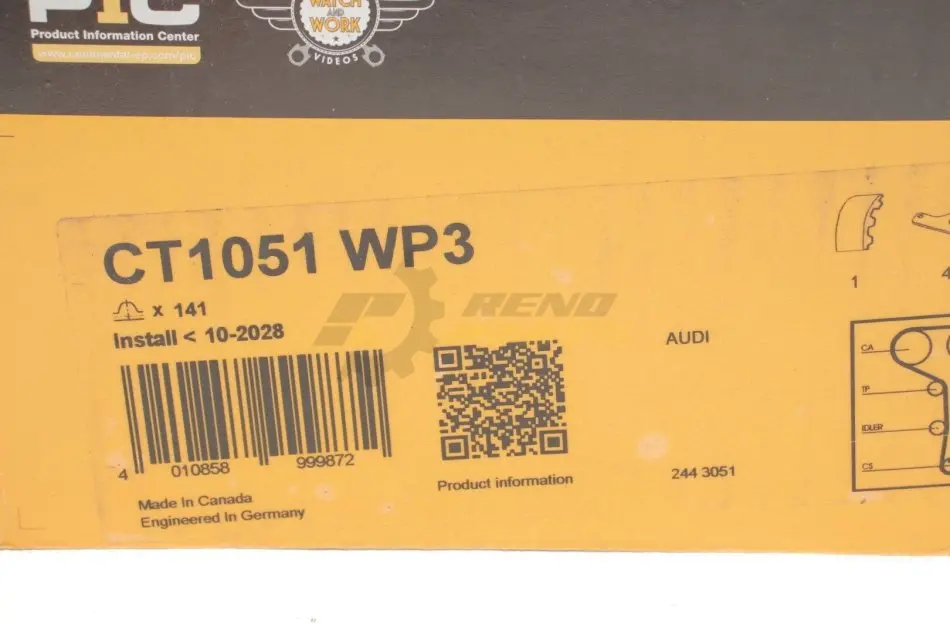 PIC
Product Information Center
www.continental-ep.com/pic
WATCH
AND
WORK
VIDEOS
CT1051 WP3
x 141
Install < 10-2028
RENO
AUDI
4 010858 999872
Product information
244 3051
Made In Canada
Engineered In Germany
1
4
CA
TP
IDLER
CS